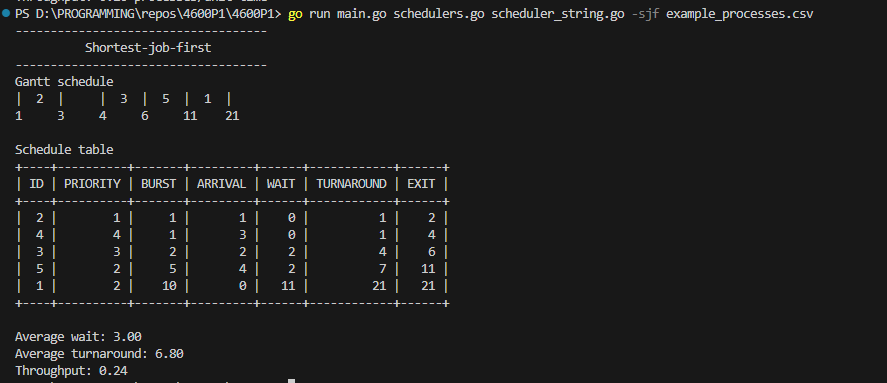 PS D:\PROGRAMMING\repos\4600P1\4600P1> go run main.go schedulers.go scheduler_string.go -sjf example_processes.csv
------------------------------------
Shortest-job-first
------------------------------------
Gantt schedule
| 2 | | 3 | 5 | 1 |
1 3 4 6 11 21
Schedule table
+----+----------+-------+---------+------+------------+------+
| ID | PRIORITY | BURST | ARRIVAL | WAIT | TURNAROUND | EXIT |
+----+----------+-------+---------+------+------------+------+
| 2 | 1 | 1 | 1 | 0 | 1 | 2 |
| 4 | 4 | 1 | 3 | 0 | 1 | 4 |
| 3 | 3 | 2 | 2 | 2 | 4 | 6 |
| 5 | 2 | 5 | 4 | 2 | 7 | 11 |
| 1 | 2 | 10 | 0 | 11 | 21 | 21 |
+----+----------+-------+---------+------+------------+------+
Average wait: 3.00
Average turnaround: 6.80
Throughput: 0.24